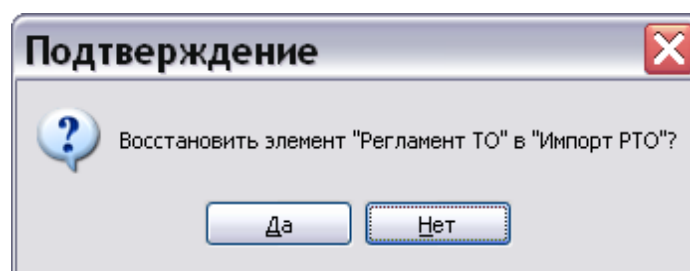 Подтверждение
Восстановить элемент "Регламент ТО" в "Импорт РТО"?
Да
Нет